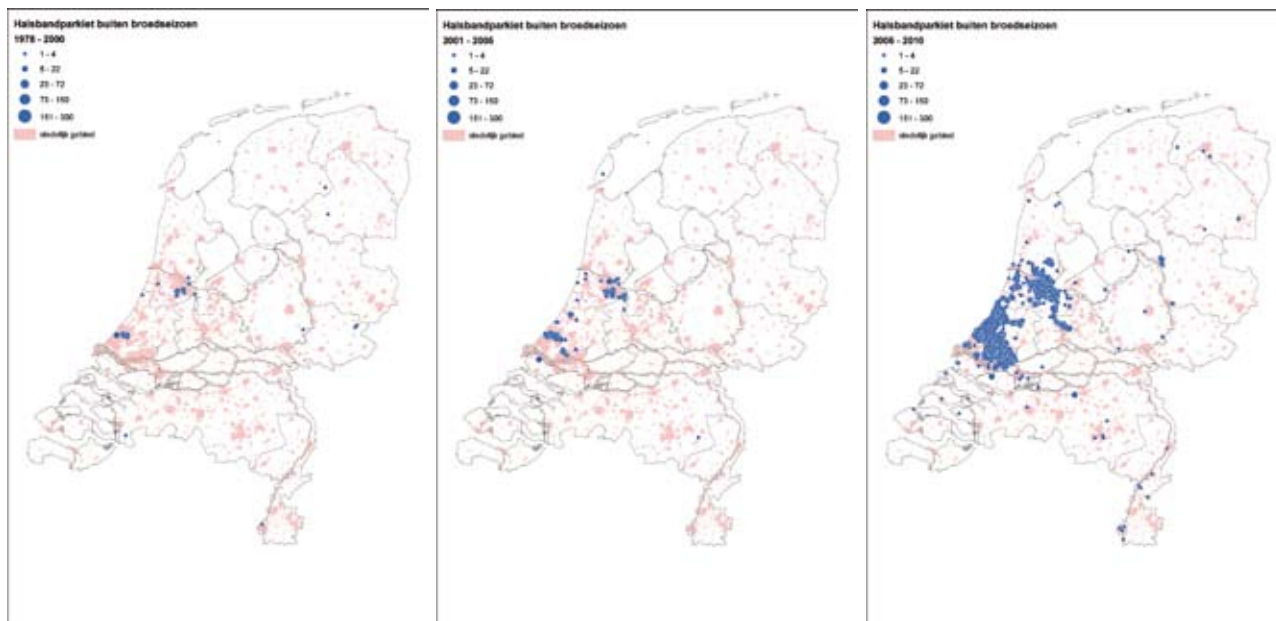 Halsbandparkiet buiten broedseizoen
1978 - 2000
1 - 4
5 - 22
23 - 72
73 - 150
151 - 300
stedelijk gebied
Halsbandparkiet buiten broedseizoen
2001 - 2005
1 - 4
5 - 22
23 - 72
73 - 150
151 - 300
stedelijk gebied
Halsbandparkiet buiten broedseizoen
2006 - 2010
1 - 4
5 - 22
23 - 72
73 - 150
151 - 300
stedelijk gebied